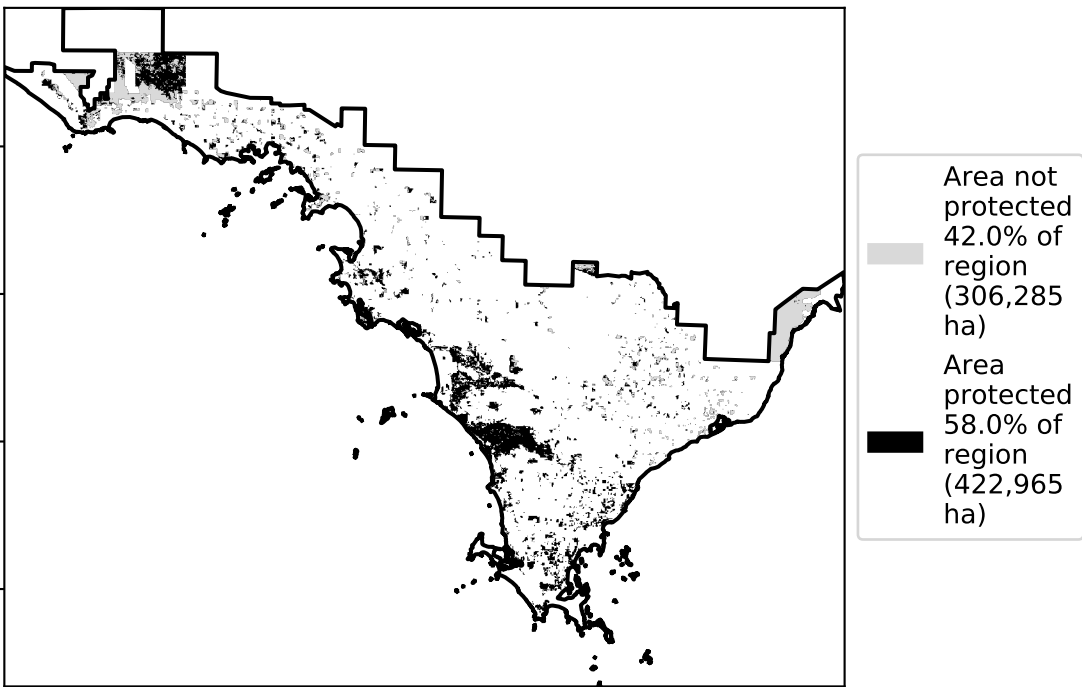 Area not
protected
42.0% of
region
(306,285
ha)
Area
protected
58.0% of
region
(422,965
ha)